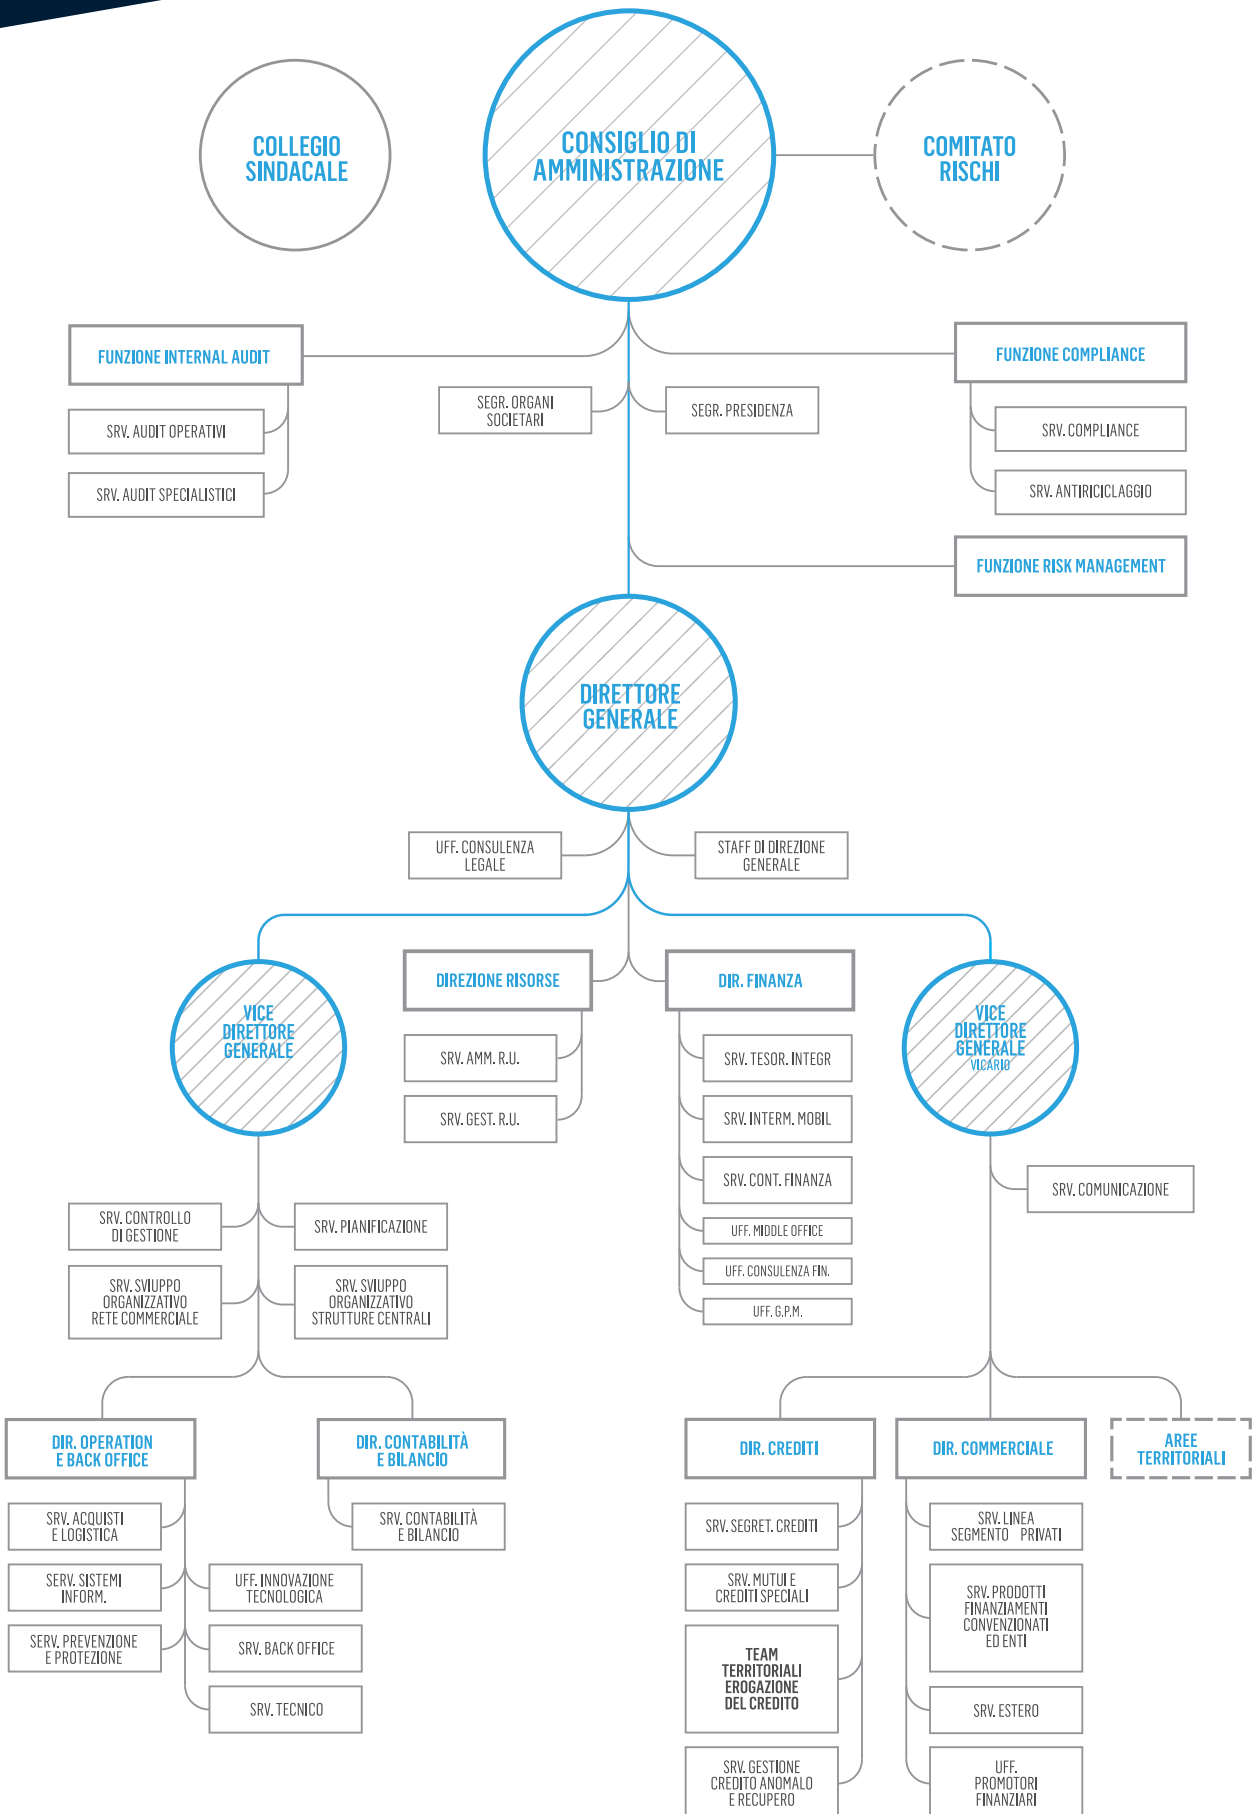 COLLEGIO
SINDACALE
CONSIGLIO DI
AMMINISTRAZIONE
COMITATO
RISCHI
FUNZIONE INTERNAL AUDIT
SRV. AUDIT OPERATIVI
SRV. AUDIT SPECIALISTICI
SEGR. ORGANI
SOCIETARI
SEGR. PRESIDENZA
FUNZIONE COMPLIANCE
SRV. COMPLIANCE
SRV. ANTIRICICLAGGIO
FUNZIONE RISK MANAGEMENT
DIRETTORE
GENERALE
UFF. CONSULENZA
LEGALE
STAFF DI DIREZIONE
GENERALE
VICE
DIRETTORE
GENERALE
DIREZIONE RISORSE
SRV. AMM. R.U.
SRV. GEST. R.U.
DIR. FINANZA
SRV. TESOR. INTEGR
SRV. INTERM. MOBIL
SRV. CONT. FINANZA
UFF. MIDDLE OFFICE
UFF. CONSULENZA FIN.
UFF. G.P.M.
VICE
DIRETTORE
GENERALE
VICARIO
SRV. COMUNICAZIONE
SRV. CONTROLLO
DI GESTIONE
SRV. PIANIFICAZIONE
SRV. SVIUPPO
ORGANIZZATIVO
RETE COMMERCIALE
SRV. SVIUPPO
ORGANIZZATIVO
STRUTTURE CENTRALI
DIR. OPERATION
E BACK OFFICE
SRV. ACQUISTI
E LOGISTICA
SERV. SISTEMI
INFORM.
UFF. INNOVAZIONE
TECNOLOGICA
SERV. PREVENZIONE
E PROTEZIONE
SRV. BACK OFFICE
SRV. TECNICO
DIR. CONTABILITÀ
E BILANCIO
SRV. CONTABILITÀ
E BILANCIO
DIR. CREDITI
SRV. SEGRET. CREDITI
SRV. MUTUI E
CREDITI SPECIALI
TEAM
TERRITORIALI
EROGAZIONE
DEL CREDITO
SRV. GESTIONE
CREDITO ANOMALO
E RECUPERO
DIR. COMMERCIALE
SRV. LINEA
SEGMENTO PRIVATI
SRV. PRODOTTI
FINANZIAMENTI
CONVENZIONATI
ED ENTI
SRV. ESTERO
UFF.
PROMOTORI
FINANZIARI
AREE
TERRITORIALI